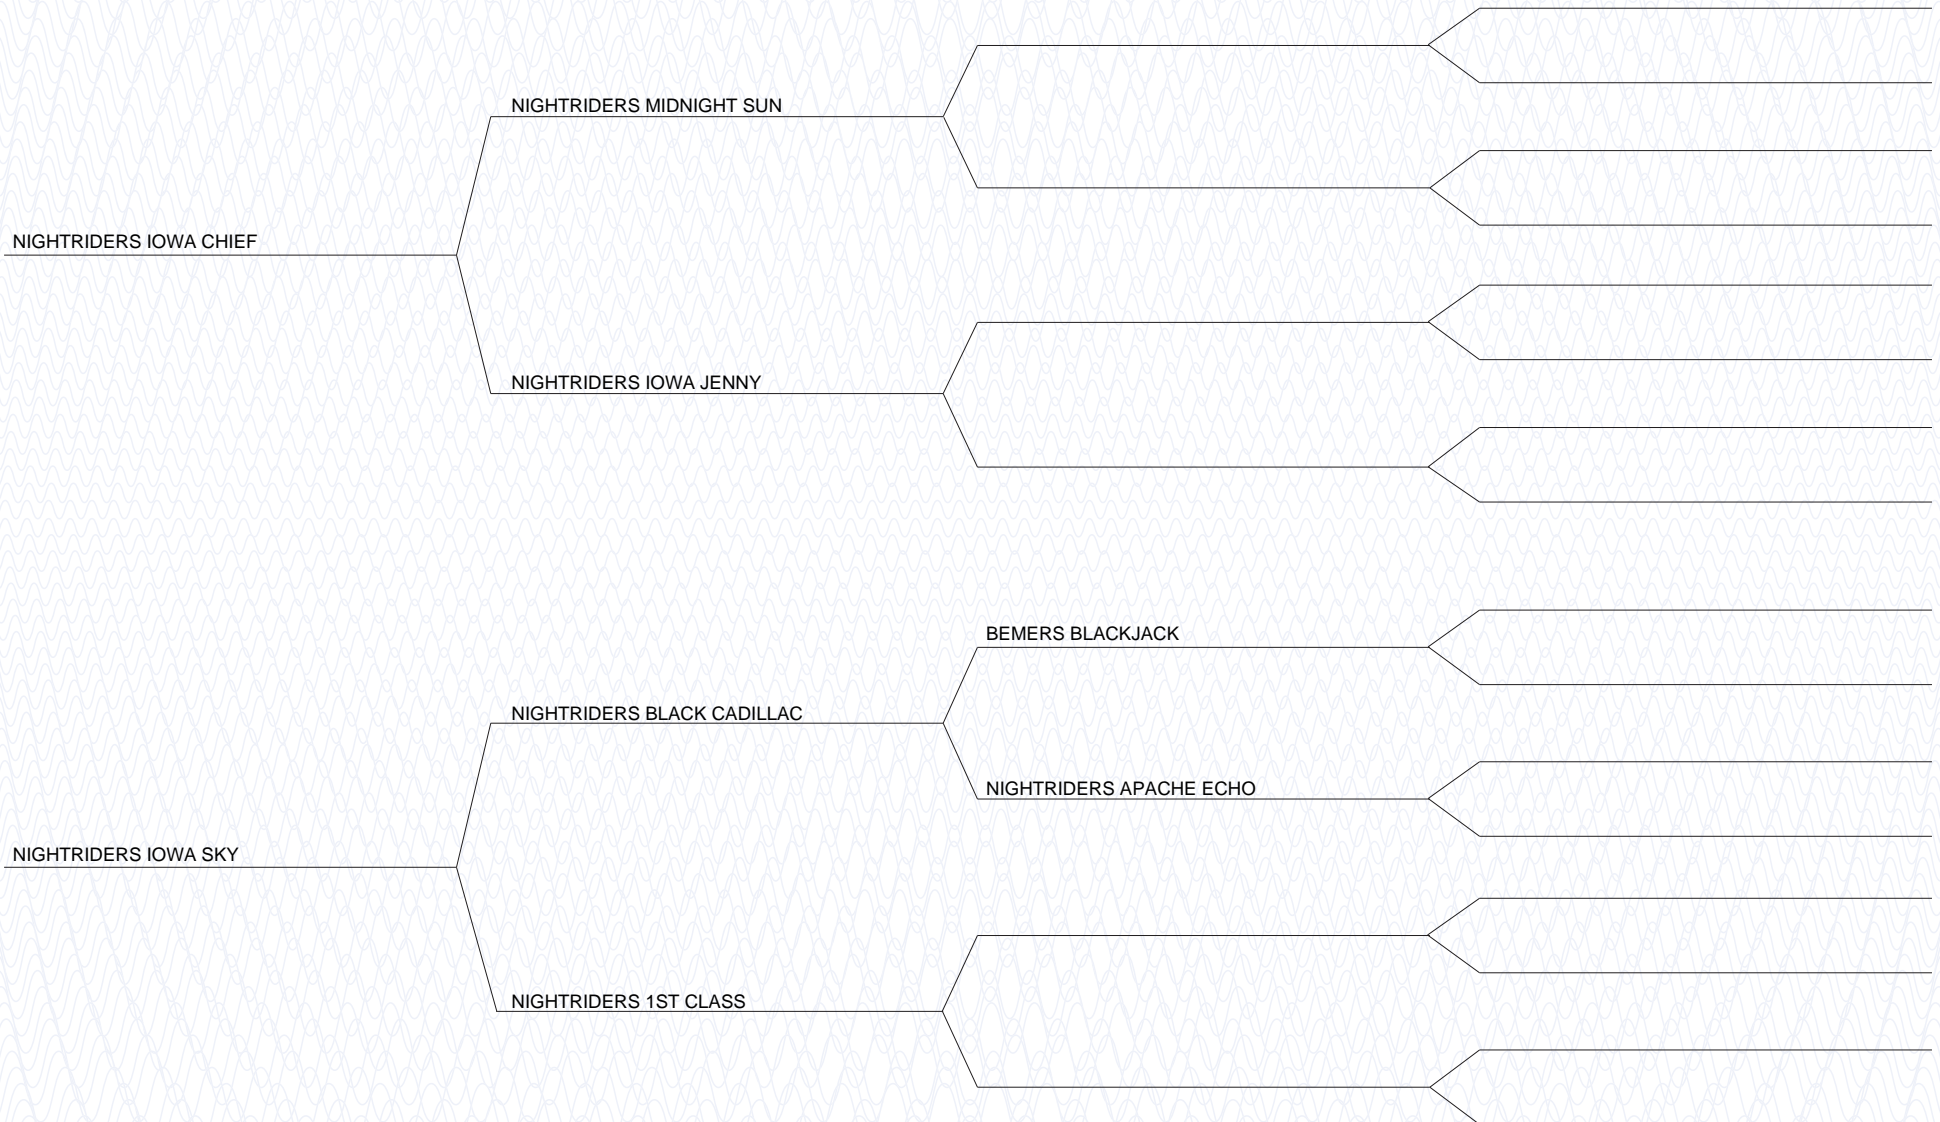 NIGHTRIDERS MIDNIGHT SUN
NIGHTRIDERS IOWA CHIEF
NIGHTRIDERS IOWA JENNY
BEMERS BLACKJACK
NIGHTRIDERS BLACK CADILLAC
NIGHTRIDERS APACHE ECHO
NIGHTRIDERS IOWA SKY
NIGHTRIDERS 1ST CLASS